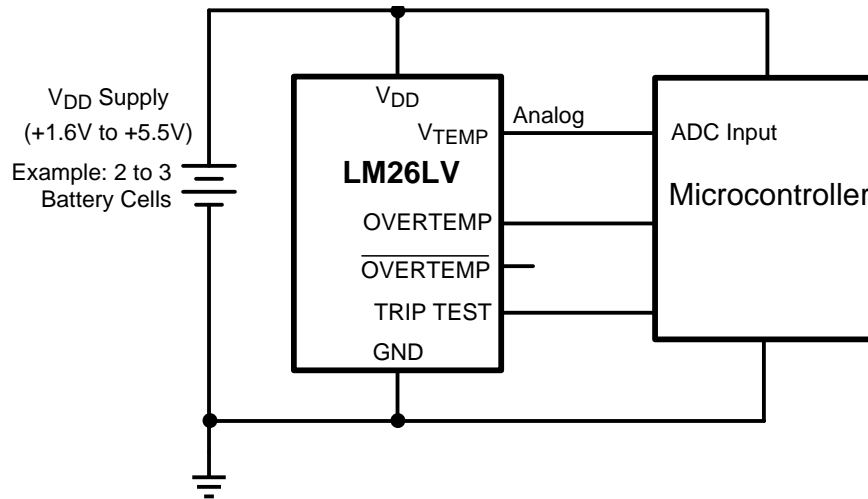 V_DD Supply
(+1.6V to +5.5V)
Example: 2 to 3
Battery Cells
V_DD
V_TEMP
LM26LV
OVERTEMP
OVERTEMP
TRIP TEST
GND
Analog
ADC Input
Microcontroller